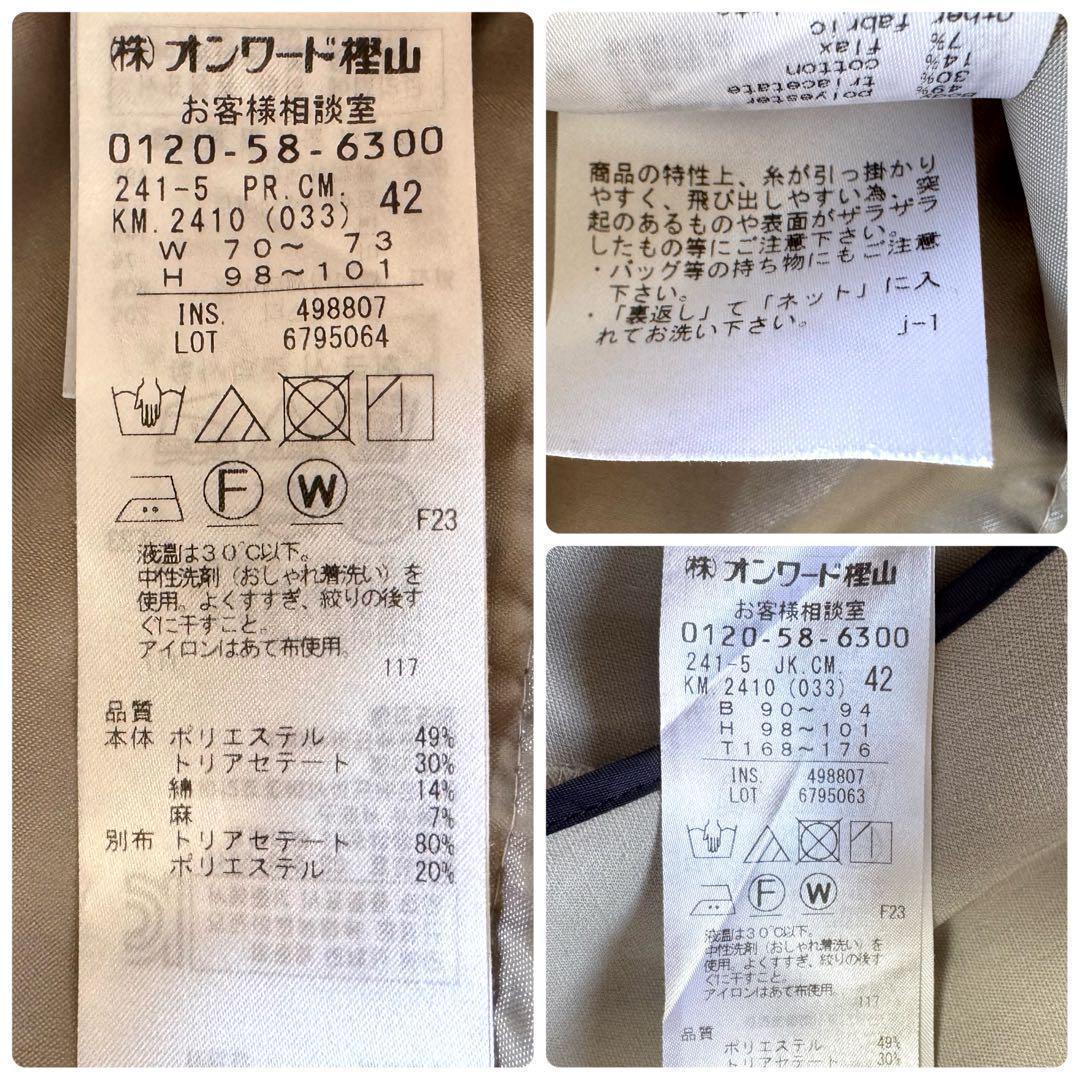 (株)オンワード樫山
お客様相談室
0120-58-6300
241-5 PR.CM. 42
KM.2410 (033)
W 70～ 73
H 98～101
INS. 498807
LOT 6795064
F
W
F23
液温は30℃以下。
中性洗剤（おしゃれ着洗い）を
使用。よくすすぎ、絞りの後す
ぐに干すこと。
アイロンはあて布使用。
117
品質
本体 ポリエステル 49%
トリアセテート 30%
綿 14%
麻 7%
別布 トリアセテート 80%
ポリエステル 20%
polyester 49%
triacetate 30%
cotton 14%
flax 7%
other fabric
商品の特性上、糸が引っ掛かり
やすく、飛び出しやすい為、突
起のあるものや表面がザラザラ
したもの等にご注意下さい。
・バッグ等の持ち物にもご注意
下さい。
・「裏返し」て「ネット」に入
れてお洗い下さい。
j-1
(株)オンワード樫山
お客様相談室
0120-58-6300
241-5 JK.CM. 42
KM.2410 (033)
B 90～ 94
H 98～101
T168～176
INS. 498807
LOT 6795063
F
W
F23
液温は30℃以下。
中性洗剤（おしゃれ着洗い）を
使用。よくすすぎ、絞りの後す
ぐに干すこと。
アイロンはあて布使用。
117
品質
ポリエステル 49%
トリアセテート 30%